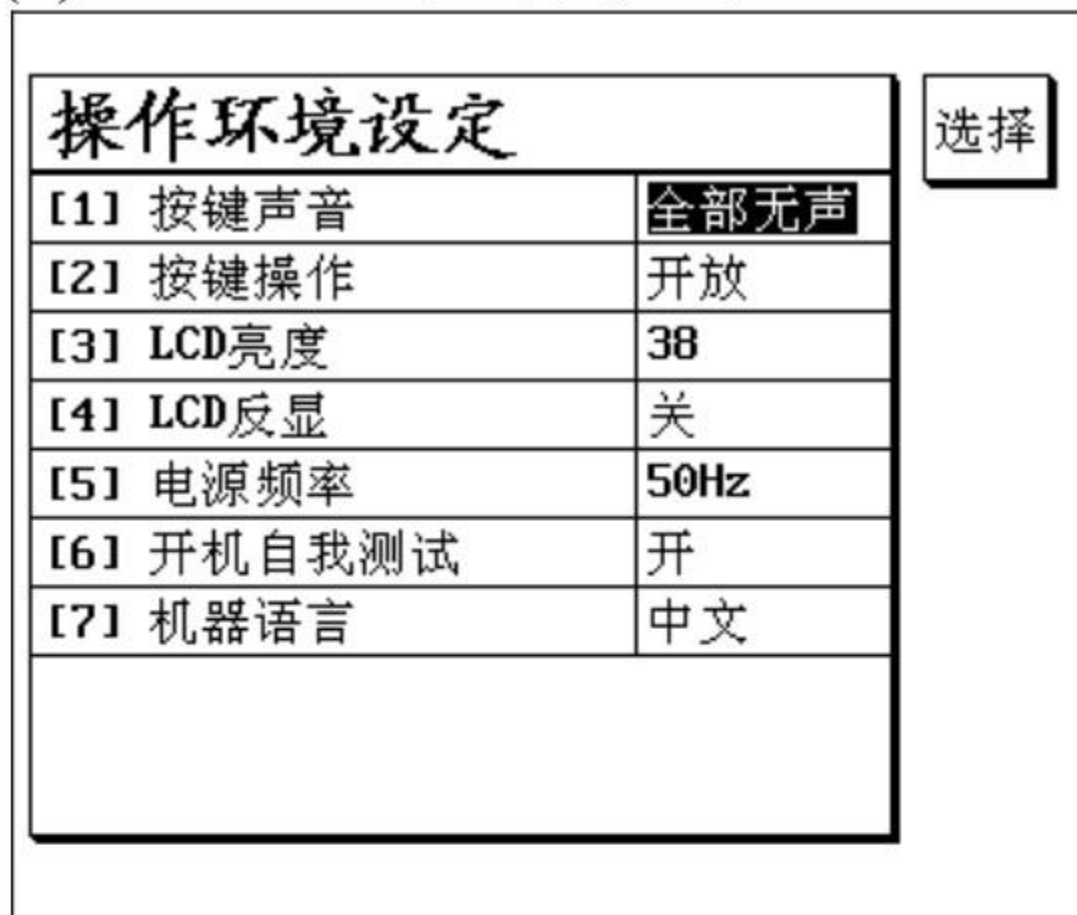 操作环境设定
选择
[1] 按键声音 全部无声
[2] 按键操作 开放
[3] LCD亮度 38
[4] LCD反显 关
[5] 电源频率 50Hz
[6] 开机自我测试 开
[7] 机器语言 中文